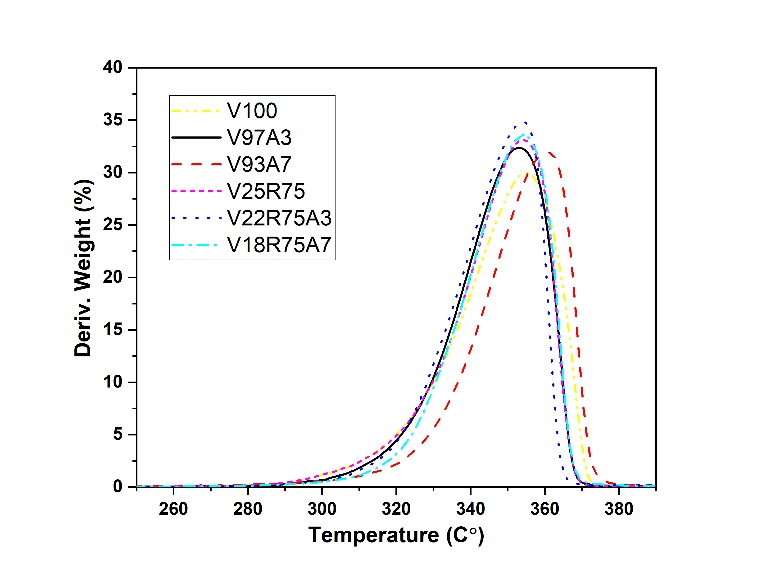 40
35
30
25
20
15
10
5
0
Deriv. Weight (%)
V100
V97A3
V93A7
V25R75
V22R75A3
V18R75A7
260 280 300 320 340 360 380
Temperature (C°)